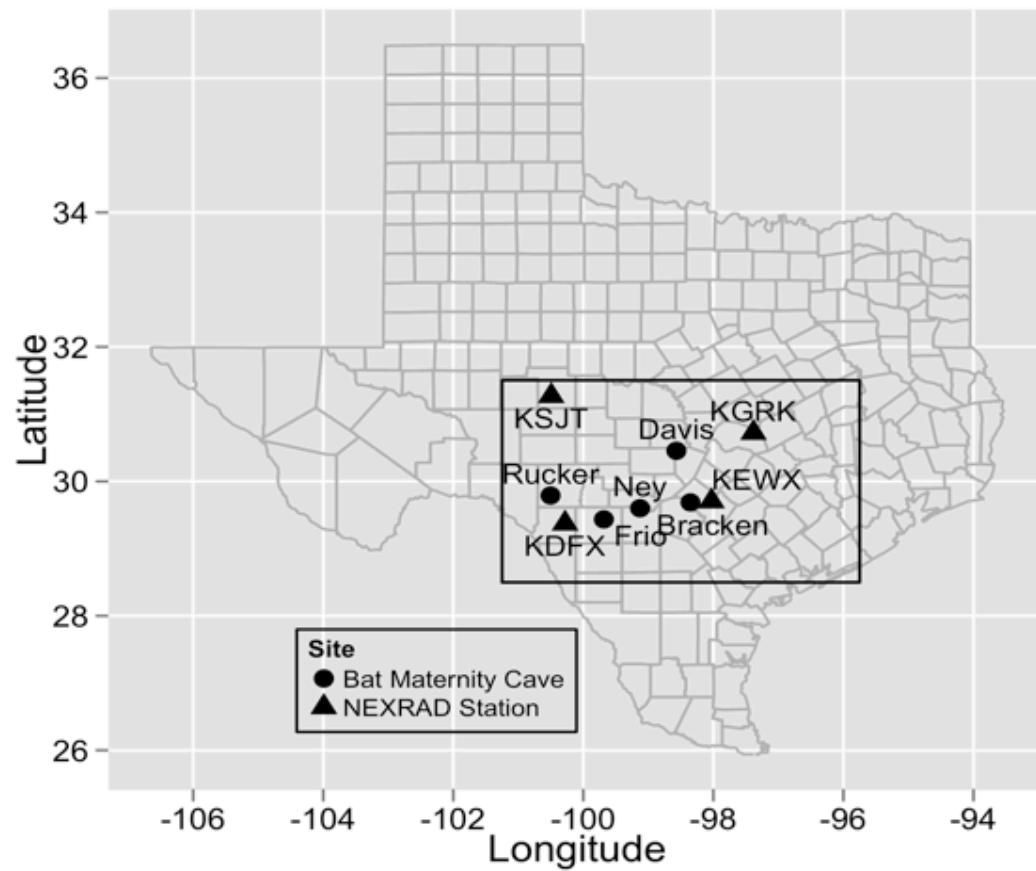 36
34
32
30
28
26
Latitude
KSJT
KGRK
Davis
Rucker
Ney
KEWX
Bracken
Frio
KDFX
Site
Bat Maternity Cave
NEXRAD Station
-106
-104
-102
-100
-98
-96
-94
Longitude